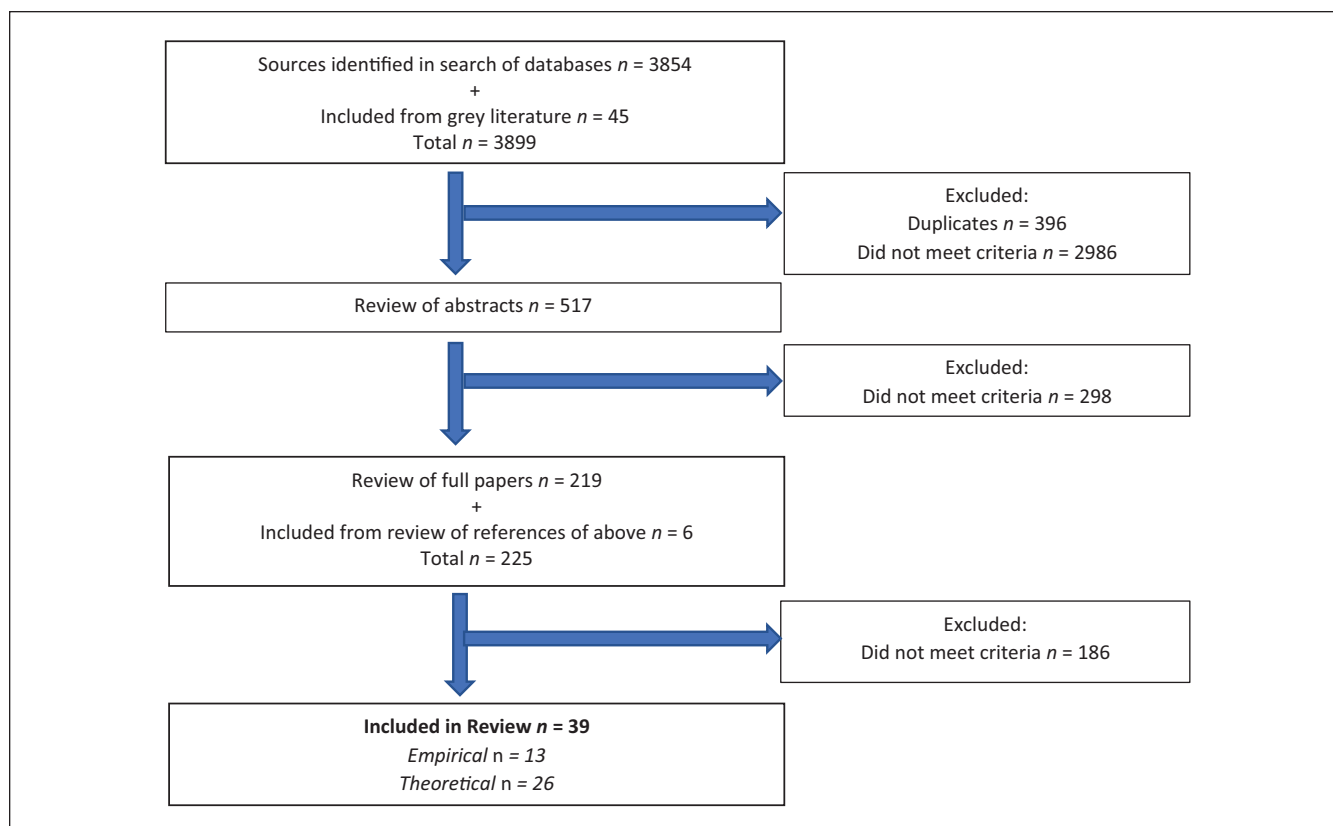 Sources identified in search of databases n = 3854
+
Included from grey literature n = 45
Total n = 3899
Excluded:
Duplicates n = 396
Did not meet criteria n = 2986
Review of abstracts n = 517
Excluded:
Did not meet criteria n = 298
Review of full papers n = 219
+
Included from review of references of above n = 6
Total n = 225
Excluded:
Did not meet criteria n = 186
Included in Review n = 39
Empirical n = 13
Theoretical n = 26